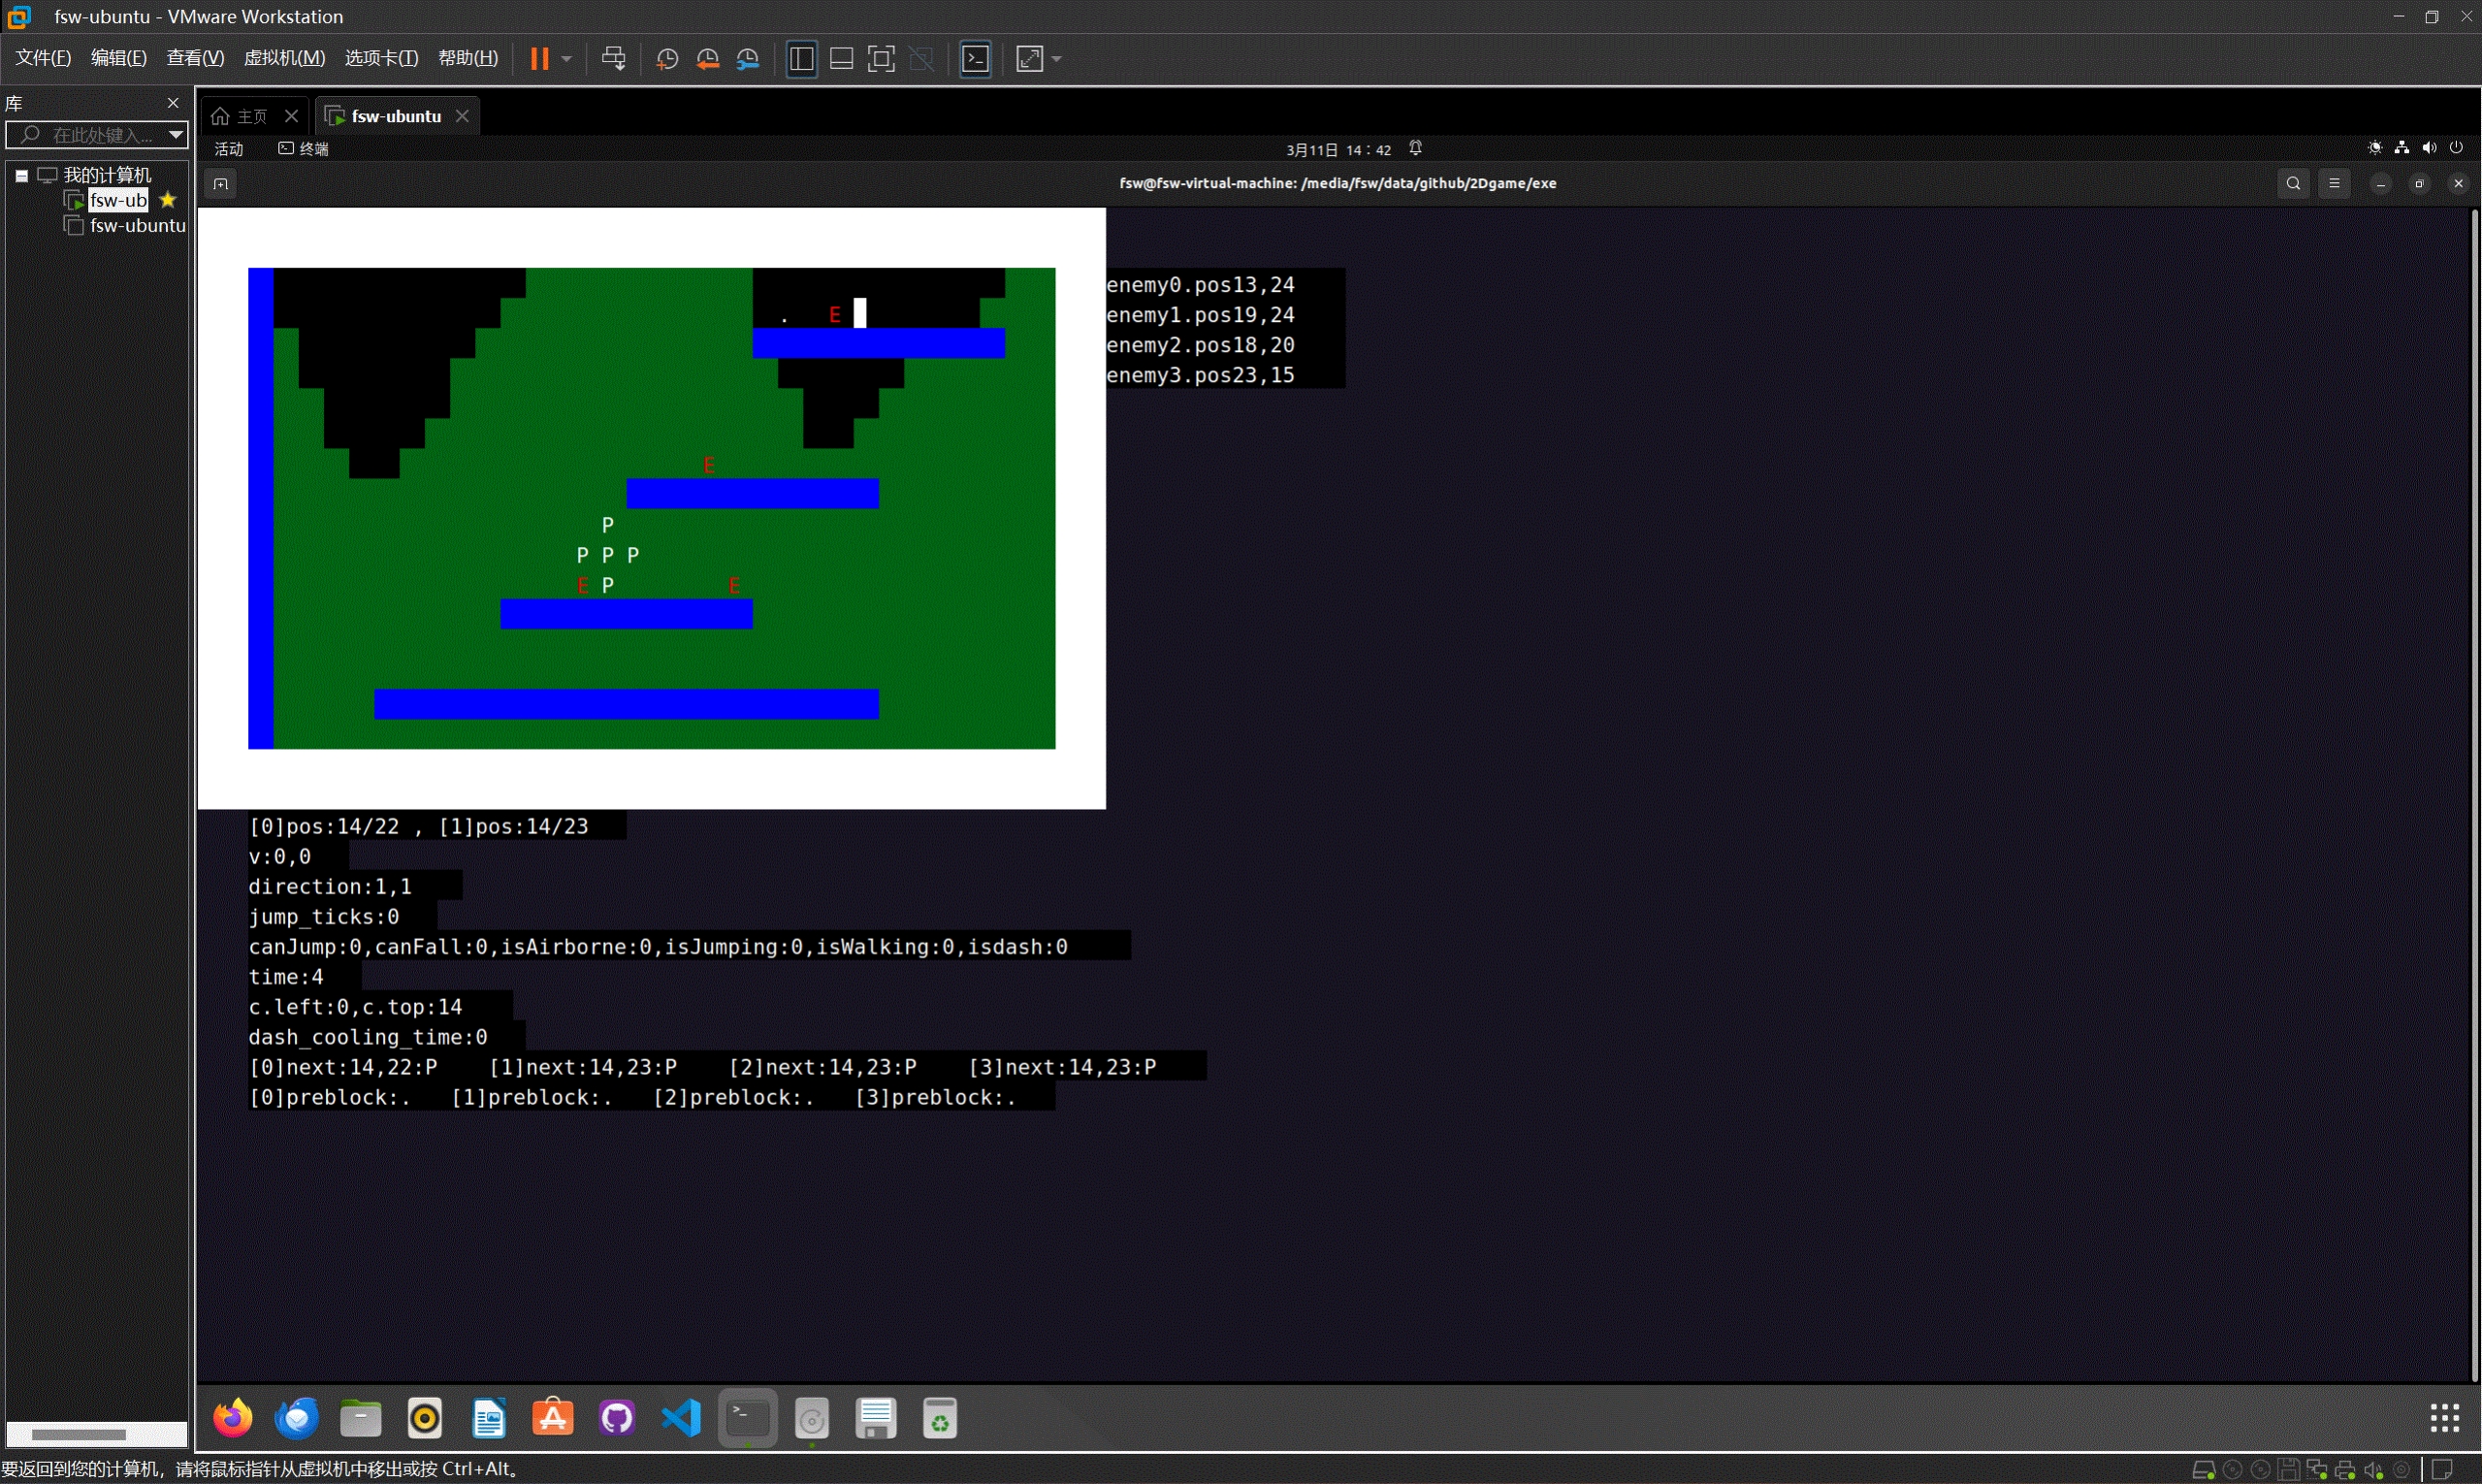 fsw-ubuntu - VMware Workstation
文件(F) 编辑(E) 查看(V) 虚拟机(M) 选项卡(T) 帮助(H)
库
在此处键入...
我的计算机
fsw-ub
fsw-ubuntu
主页
fsw-ubuntu
活动 终端 3月11日 14：42
fsw@fsw-virtual-machine: /media/fsw/data/github/2Dgame/exe
enemy0.pos13,24
. E enemy1.pos19,24
enemy2.pos18,20
enemy3.pos23,15
E
P
P P P
E P E
[0]pos:14/22 , [1]pos:14/23
v:0,0
direction:1,1
jump_ticks:0
canJump:0,canFall:0,isAirborne:0,isJumping:0,isWalking:0,isdash:0
time:4
c.left:0,c.top:14
dash_cooling_time:0
[0]next:14,22:P [1]next:14,23:P [2]next:14,23:P [3]next:14,23:P
[0]preblock:. [1]preblock:. [2]preblock:. [3]preblock:.
要返回到您的计算机，请将鼠标指针从虚拟机中移出或按 Ctrl+Alt。